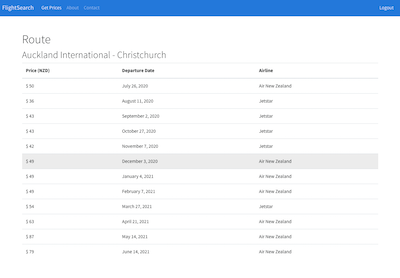 FlightSearch Get Prices About Contact Logout
Route
Auckland International - Christchurch
Price (NZD) Departure Date Airline
$ 50 July 26, 2020 Air New Zealand
$ 36 August 11, 2020 Jetstar
$ 43 September 2, 2020 Jetstar
$ 43 October 27, 2020 Jetstar
$ 42 November 7, 2020 Jetstar
$ 49 December 3, 2020 Air New Zealand
$ 49 January 4, 2021 Air New Zealand
$ 49 February 7, 2021 Air New Zealand
$ 54 March 27, 2021 Jetstar
$ 63 April 21, 2021 Air New Zealand
$ 87 May 14, 2021 Air New Zealand
$ 79 June 14, 2021 Air New Zealand